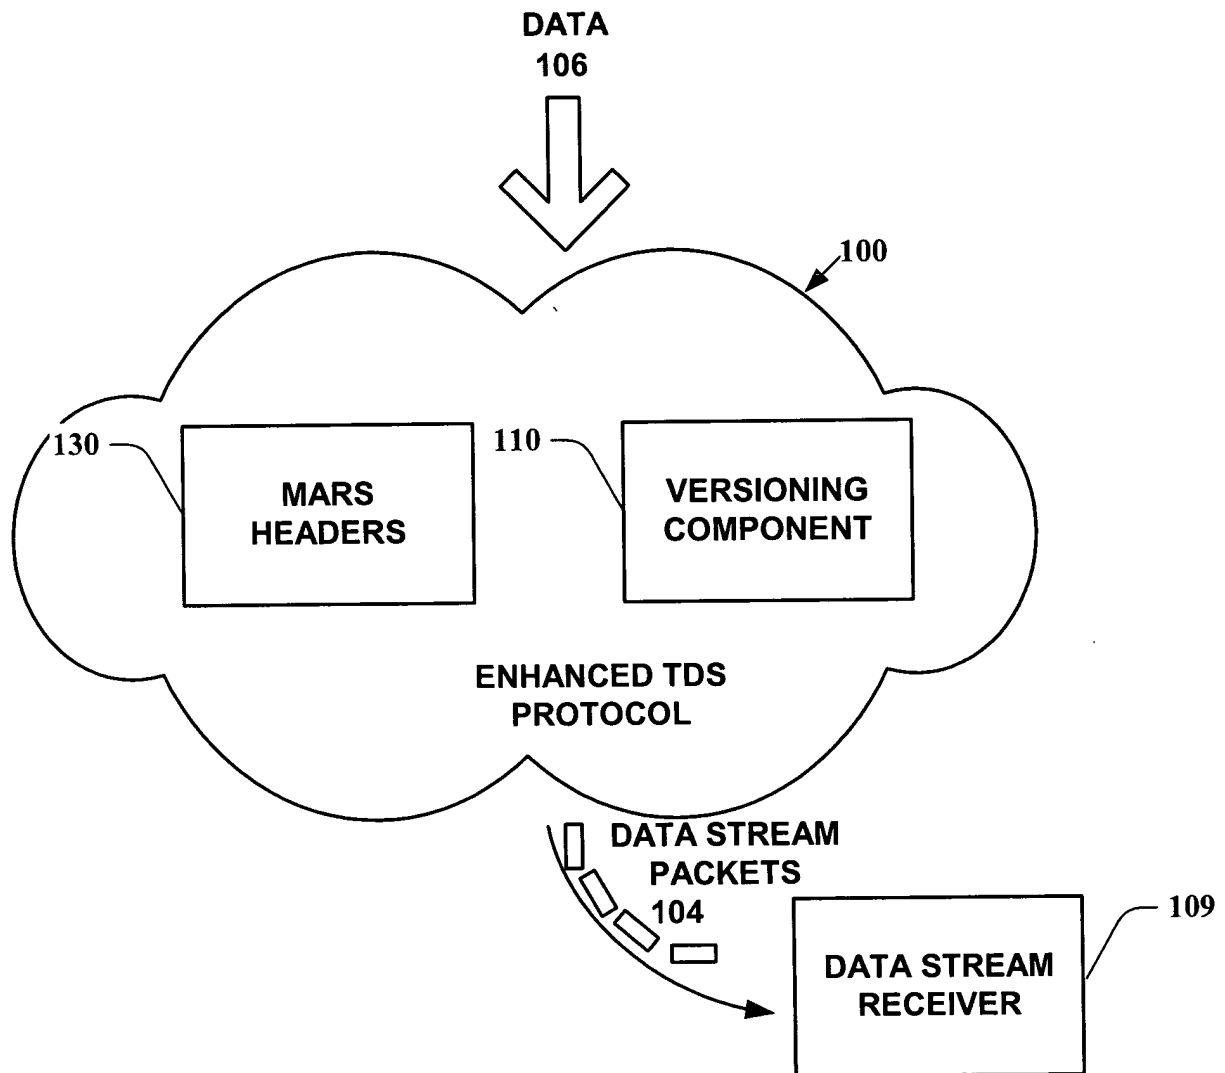 DATA
106
100
130
MARS
HEADERS
110
VERSIONING
COMPONENT
ENHANCED TDS
PROTOCOL
DATA STREAM
PACKETS
104
109
DATA STREAM
RECEIVER